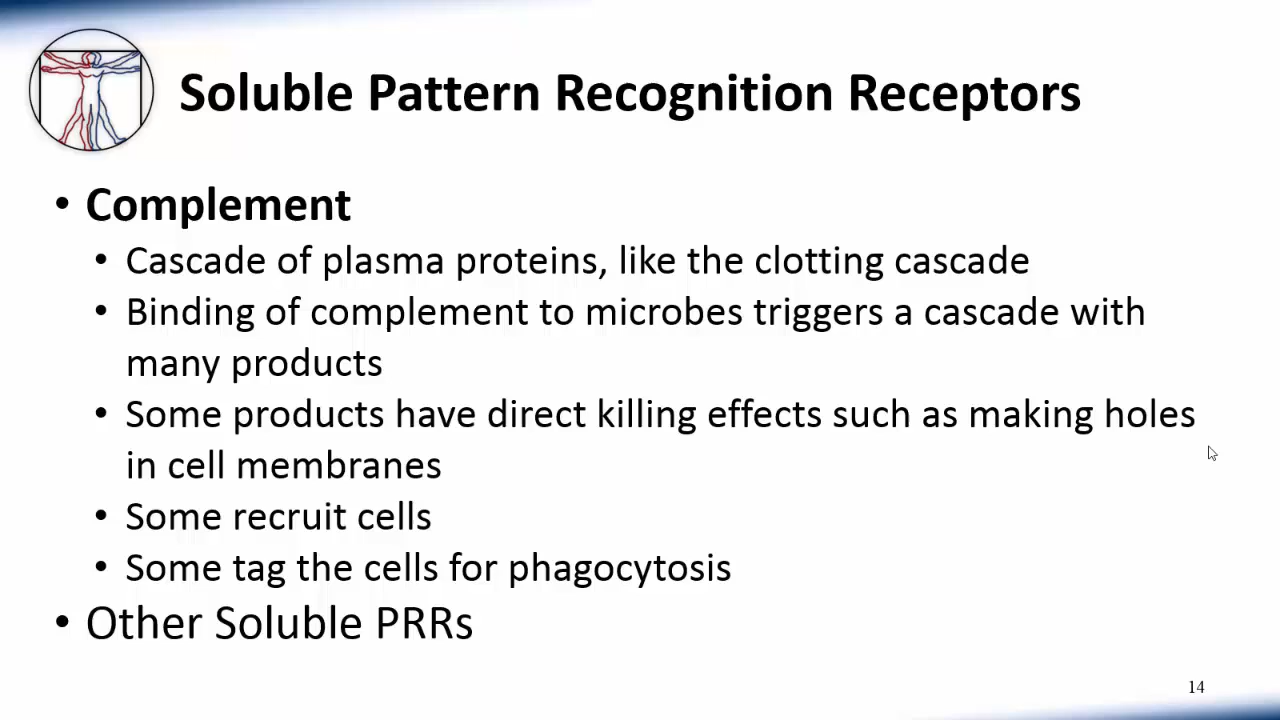 Soluble Pattern Recognition Receptors
• Complement
• Cascade of plasma proteins, like the clotting cascade
• Binding of complement to microbes triggers a cascade with
many products
• Some products have direct killing effects such as making holes
in cell membranes
• Some recruit cells
• Some tag the cells for phagocytosis
• Other Soluble PRRs
14